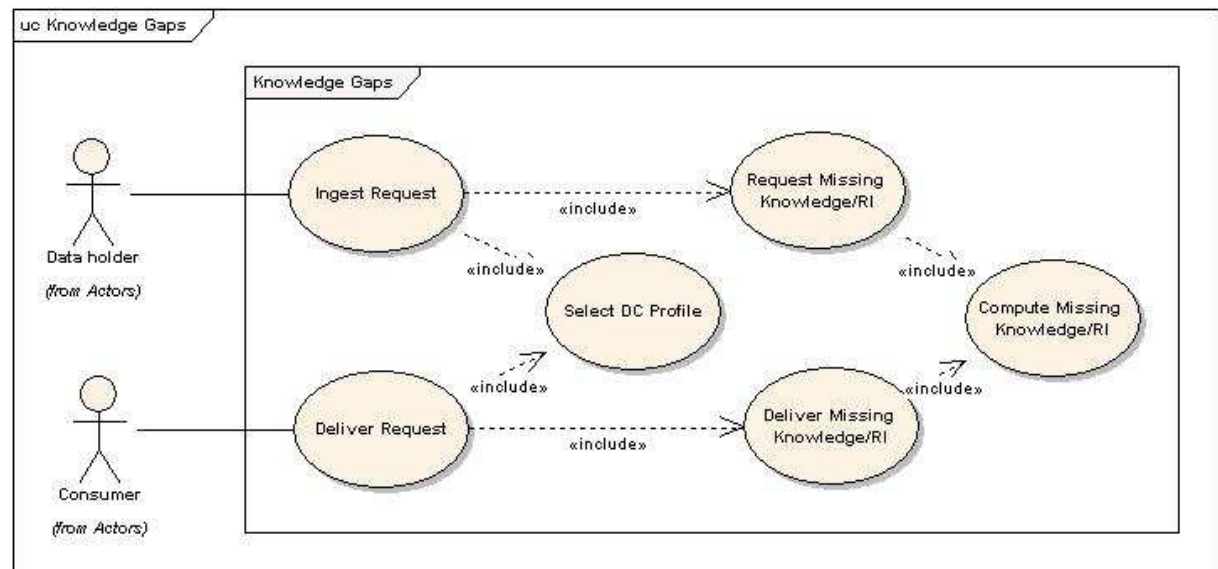 uc Knowledge Gaps
Knowledge Gaps
Data holder
(from Actors)
Ingest Request
«include»
Request Missing
Knowledge/RI
«include»
Select DC Profile
«include»
Compute Missing
Knowledge/RI
Consumer
(from Actors)
Deliver Request
«include»
«include»
Deliver Missing
Knowledge/RI
«include»